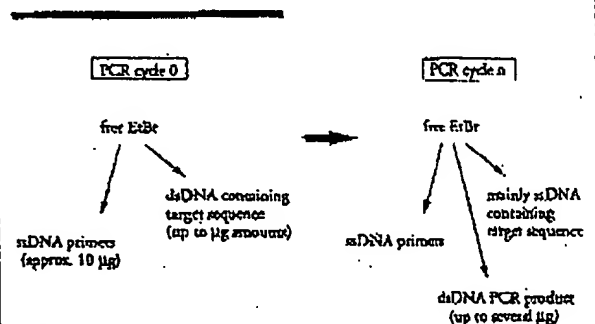 PCR cycle 0
free EtBr
dsDNA containing
target sequence
(up to µg amounts)
ssDNA primers
(approx. 10 µg)
PCR cycle n
free EtBr
mainly ssDNA
containing
target sequence
ssDNA primers
dsDNA PCR product
(up to several µg)